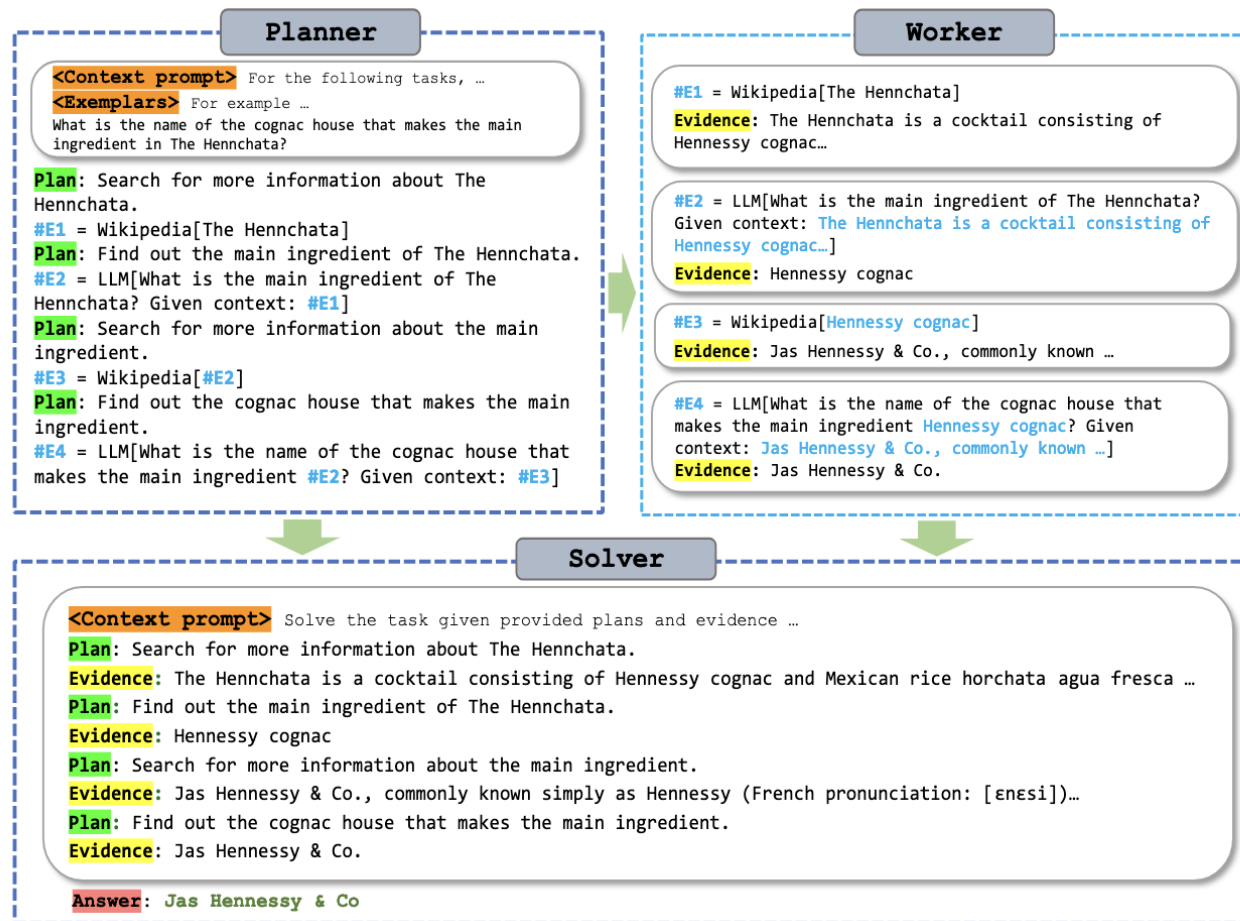 Planner
<Context prompt> For the following tasks, …
<Exemplars> For example …
What is the name of the cognac house that makes the main
ingredient in The Hennchata?
Plan: Search for more information about The
Hennchata.
#E1 = Wikipedia[The Hennchata]
Plan: Find out the main ingredient of The Hennchata.
#E2 = LLM[What is the main ingredient of The
Hennchata? Given context: #E1]
Plan: Search for more information about the main
ingredient.
#E3 = Wikipedia[#E2]
Plan: Find out the cognac house that makes the main
ingredient.
#E4 = LLM[What is the name of the cognac house that
makes the main ingredient #E2? Given context: #E3]
Worker
#E1 = Wikipedia[The Hennchata]
Evidence: The Hennchata is a cocktail consisting of
Hennessy cognac…
#E2 = LLM[What is the main ingredient of The Hennchata?
Given context: The Hennchata is a cocktail consisting of
Hennessy cognac…]
Evidence: Hennessy cognac
#E3 = Wikipedia[Hennessy cognac]
Evidence: Jas Hennessy & Co., commonly known …
#E4 = LLM[What is the name of the cognac house that
makes the main ingredient Hennessy cognac? Given
context: Jas Hennessy & Co., commonly known …]
Evidence: Jas Hennessy & Co.
Solver
<Context prompt> Solve the task given provided plans and evidence …
Plan: Search for more information about The Hennchata.
Evidence: The Hennchata is a cocktail consisting of Hennessy cognac and Mexican rice horchata agua fresca …
Plan: Find out the main ingredient of The Hennchata.
Evidence: Hennessy cognac
Plan: Search for more information about the main ingredient.
Evidence: Jas Hennessy & Co., commonly known simply as Hennessy (French pronunciation: [ɛnɛsi])…
Plan: Find out the cognac house that makes the main ingredient.
Evidence: Jas Hennessy & Co.
Answer: Jas Hennessy & Co